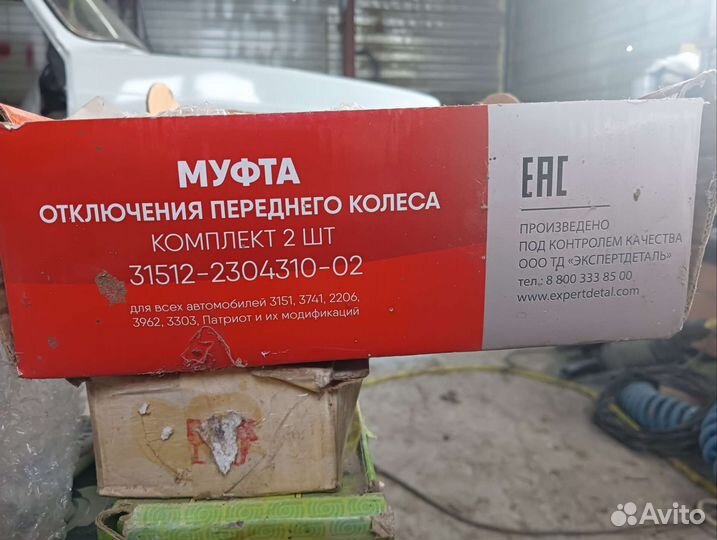 МУФТА
ОТКЛЮЧЕНИЯ ПЕРЕДНЕГО КОЛЕСА
КОМПЛЕКТ 2 ШТ
31512-2304310-02
для всех автомобилей 3151, 3741, 2206,
3962, 3303, Патриот и их модификаций
EAC
ПРОИЗВЕДЕНО
ПОД КОНТРОЛЕМ КАЧЕСТВА
ООО ТД «ЭКСПЕРТДЕТАЛЬ»
тел.: 8 800 333 85 00
www.expertdetal.com
Avito